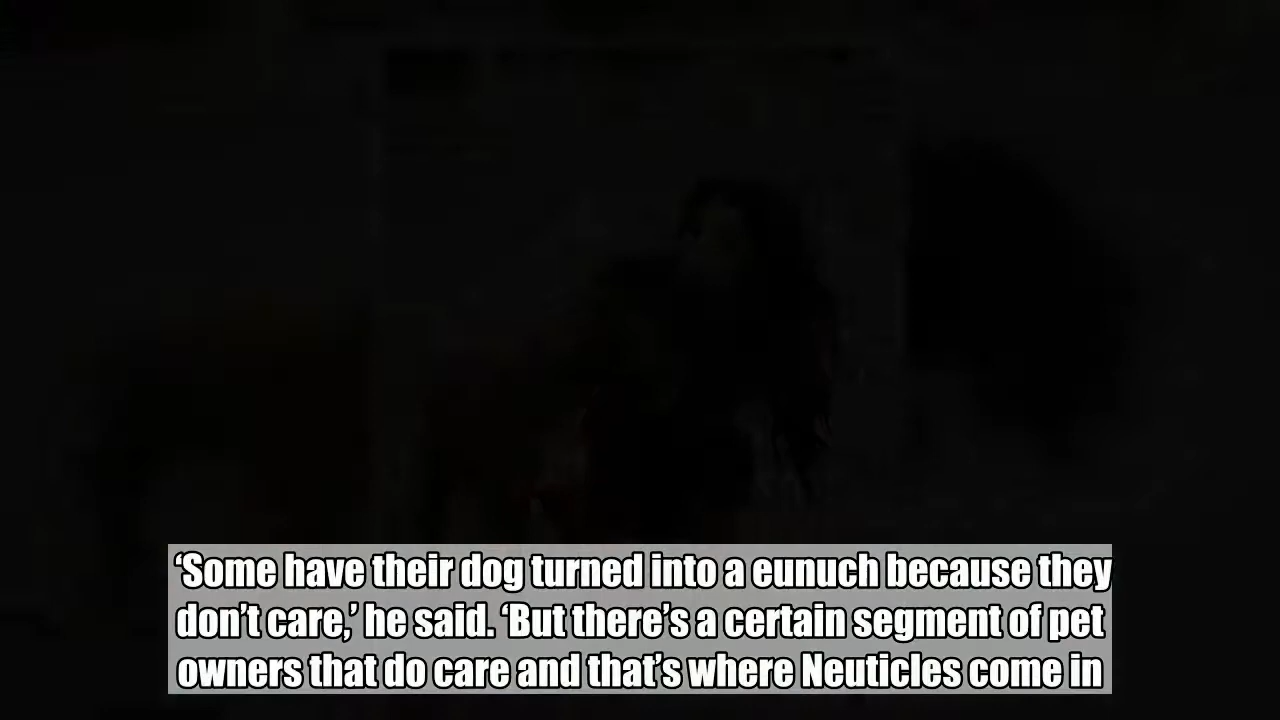 ‘Some have their dog turned into a eunuch because they
don’t care,’ he said. ‘But there’s a certain segment of pet
owners that do care and that’s where Neuticles come in